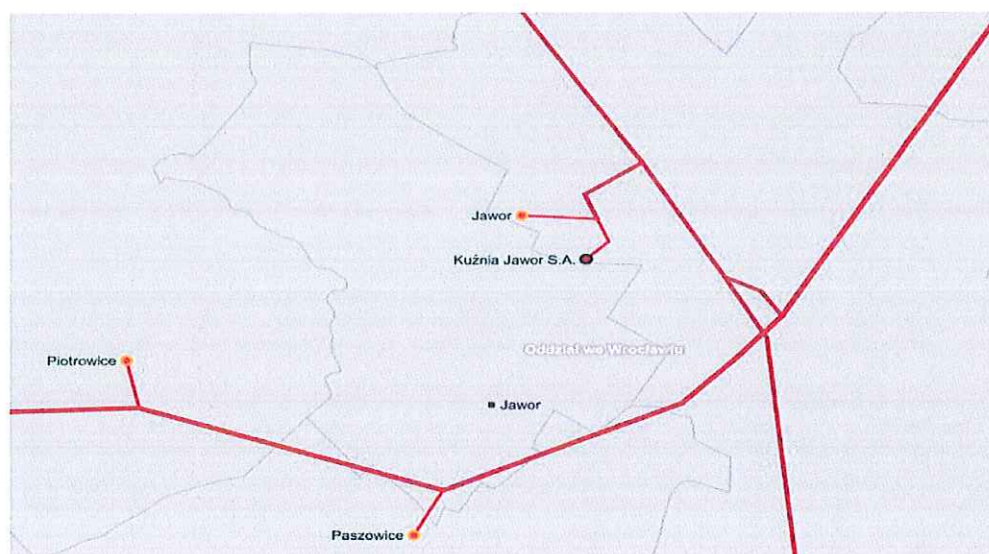 Jawor
Kuźnia Jawor S.A.
Oddział we Wrocławiu
Piotrowice
Jawor
Paszowice